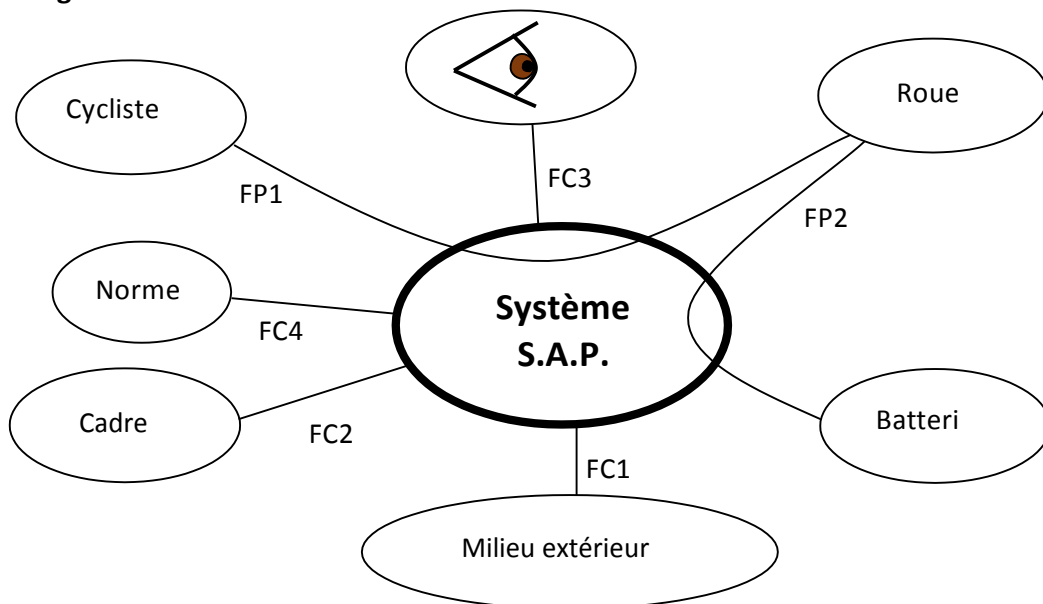 Cycliste
Roue
FC3
FP1
FP2
Norme
Système
S.A.P.
FC4
Cadre
Batteri
FC2
FC1
Milieu extérieur